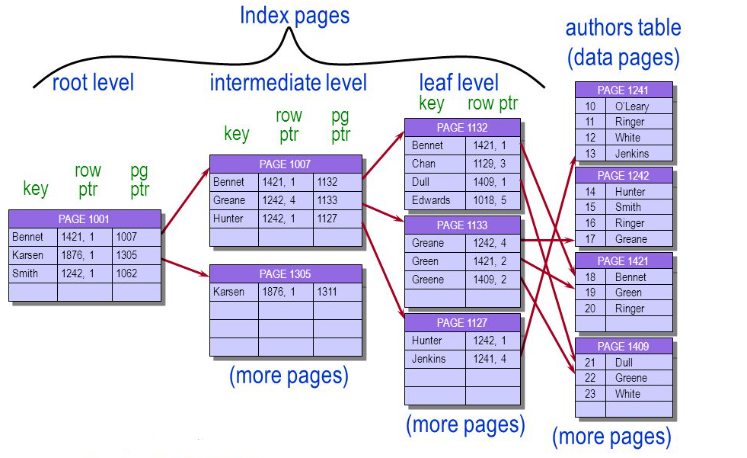 Index pages
root level
key row ptr pg ptr
PAGE 1001
Bennet 1421, 1 1007
Karsen 1876, 1 1305
Smith 1242, 1 1062
intermediate level
key row ptr pg ptr
PAGE 1007
Bennet 1421, 1 1132
Greane 1242, 4 1133
Hunter 1242, 1 1127
PAGE 1305
Karsen 1876, 1 1311
(more pages)
leaf level
key row ptr
PAGE 1132
Bennet 1421, 1
Chan 1129, 3
Dull 1409, 1
Edwards 1018, 5
PAGE 1133
Greane 1242, 4
Green 1421, 2
Greene 1409, 2
PAGE 1127
Hunter 1242, 1
Jenkins 1241, 4
(more pages)
authors table
(data pages)
PAGE 1241
10 O'Leary
11 Ringer
12 White
13 Jenkins
PAGE 1242
14 Hunter
15 Smith
16 Ringer
17 Greane
PAGE 1421
18 Bennet
19 Green
20 Ringer
PAGE 1409
21 Dull
22 Greene
23 White
(more pages)